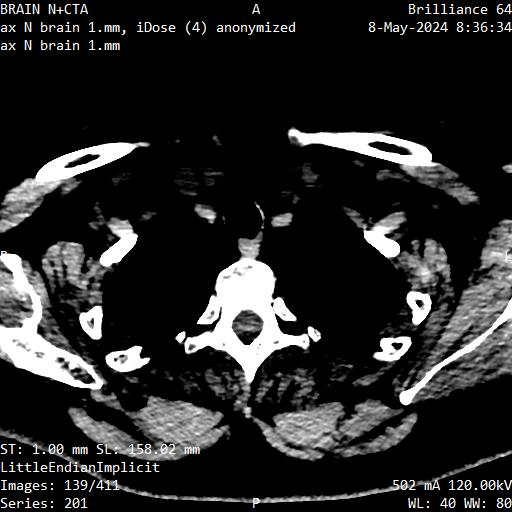 BRAIN N+CTA
A
Brilliance 64
ax N brain 1.mm, iDose (4) anonymized
8-May-2024 8:36:34
ax N brain 1.mm
R
L
ST: 1.00 mm SL: 158.02 mm
LittleEndianImplicit
Images: 139/411
502 mA 120.00kV
Series: 201
P
WL: 40 WW: 80